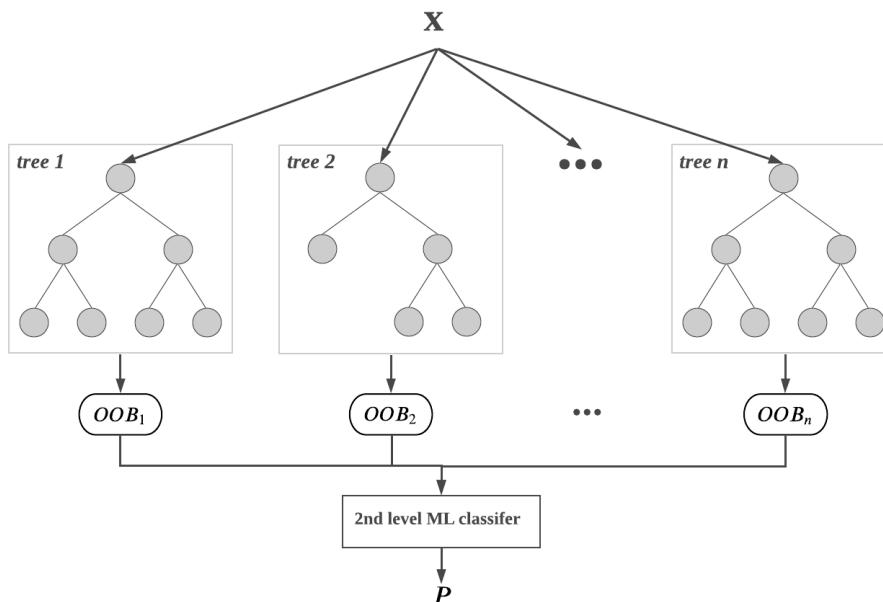 X
tree 1
tree 2
•••
tree n
OOB₁
OOB₂
•••
OOBₙ
2nd level ML classifer
P